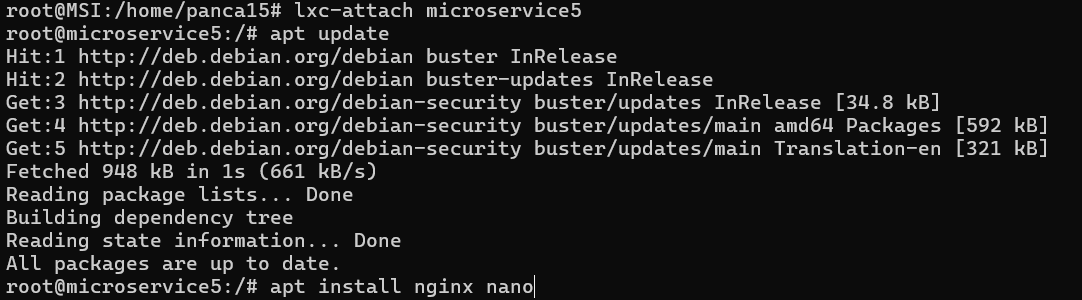 root@MSI:/home/panca15# lxc-attach microservice5
root@microservice5:/# apt update
Hit:1 http://deb.debian.org/debian buster InRelease
Hit:2 http://deb.debian.org/debian buster-updates InRelease
Get:3 http://deb.debian.org/debian-security buster/updates InRelease [34.8 kB]
Get:4 http://deb.debian.org/debian-security buster/updates/main amd64 Packages [592 kB]
Get:5 http://deb.debian.org/debian-security buster/updates/main Translation-en [321 kB]
Fetched 948 kB in 1s (661 kB/s)
Reading package lists... Done
Building dependency tree
Reading state information... Done
All packages are up to date.
root@microservice5:/# apt install nginx nano